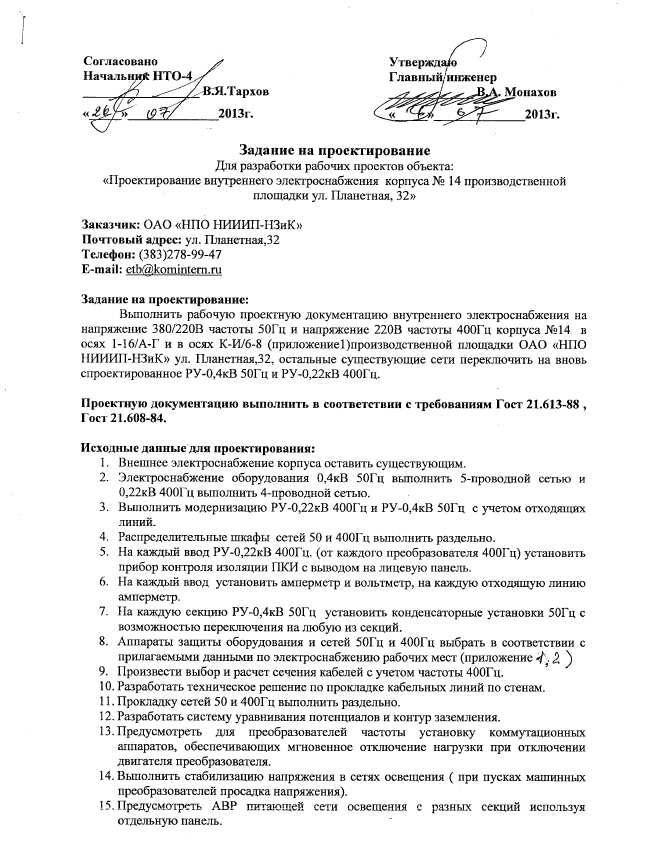 Согласовано
Начальник НТО-4
В.Я.Тархов
«26» 07 2013г.
Утверждаю
Главный инженер
В.А. Монахов
« » 07 2013г.
Задание на проектирование
Для разработки рабочих проектов объекта:
«Проектирование внутреннего электроснабжения корпуса № 14 производственной
площадки ул. Планетная, 32»
Заказчик: ОАО «НПО НИИИП-НЗиК»
Почтовый адрес: ул. Планетная,32
Телефон: (383)278-99-47
E-mail: etb@komintern.ru
Задание на проектирование:
Выполнить рабочую проектную документацию внутреннего электроснабжения на
напряжение 380/220В частоты 50Гц и напряжение 220В частоты 400Гц корпуса №14 в
осях 1-16/А-Г и в осях К-И/6-8 (приложение1)производственной площадки ОАО «НПО
НИИИП-НЗиК» ул. Планетная,32, остальные существующие сети переключить на вновь
спроектированное РУ-0,4кВ 50Гц и РУ-0,22кВ 400Гц.
Проектную документацию выполнить в соответствии с требованиям Гост 21.613-88 ,
Гост 21.608-84.
Исходные данные для проектирования:
1. Внешнее электроснабжение корпуса оставить существующим.
2. Электроснабжение оборудования 0,4кВ 50Гц выполнить 5-проводной сетью и
0,22кВ 400Гц выполнить 4-проводной сетью.
3. Выполнить модернизацию РУ-0,22кВ 400Гц и РУ-0,4кВ 50Гц с учетом отходящих
линий.
4. Распределительные шкафы сетей 50 и 400Гц выполнить раздельно.
5. На каждый ввод РУ-0,22кВ 400Гц. (от каждого преобразователя 400Гц) установить
прибор контроля изоляции ПКИ с выводом на лицевую панель.
6. На каждый ввод установить амперметр и вольтметр, на каждую отходящую линию
амперметр.
7. На каждую секцию РУ-0,4кВ 50Гц установить конденсаторные установки 50Гц с
возможностью переключения на любую из секций.
8. Аппараты защиты оборудования и сетей 50Гц и 400Гц выбрать в соответствии с
прилагаемыми данными по электроснабжению рабочих мест (приложение 1,2)
9. Произвести выбор и расчет сечения кабелей с учетом частоты 400Гц.
10. Разработать техническое решение по прокладке кабельных линий по стенам.
11. Прокладку сетей 50 и 400Гц выполнить раздельно.
12. Разработать систему уравнивания потенциалов и контур заземления.
13. Предусмотреть для преобразователей частоты установку коммутационных
аппаратов, обеспечивающих мгновенное отключение нагрузки при отключении
двигателя преобразователя.
14. Выполнить стабилизацию напряжения в сетях освещения ( при пусках машинных
преобразователей просадка напряжения).
15. Предусмотреть АВР питающей сети освещения с разных секций используя
отдельную панель.